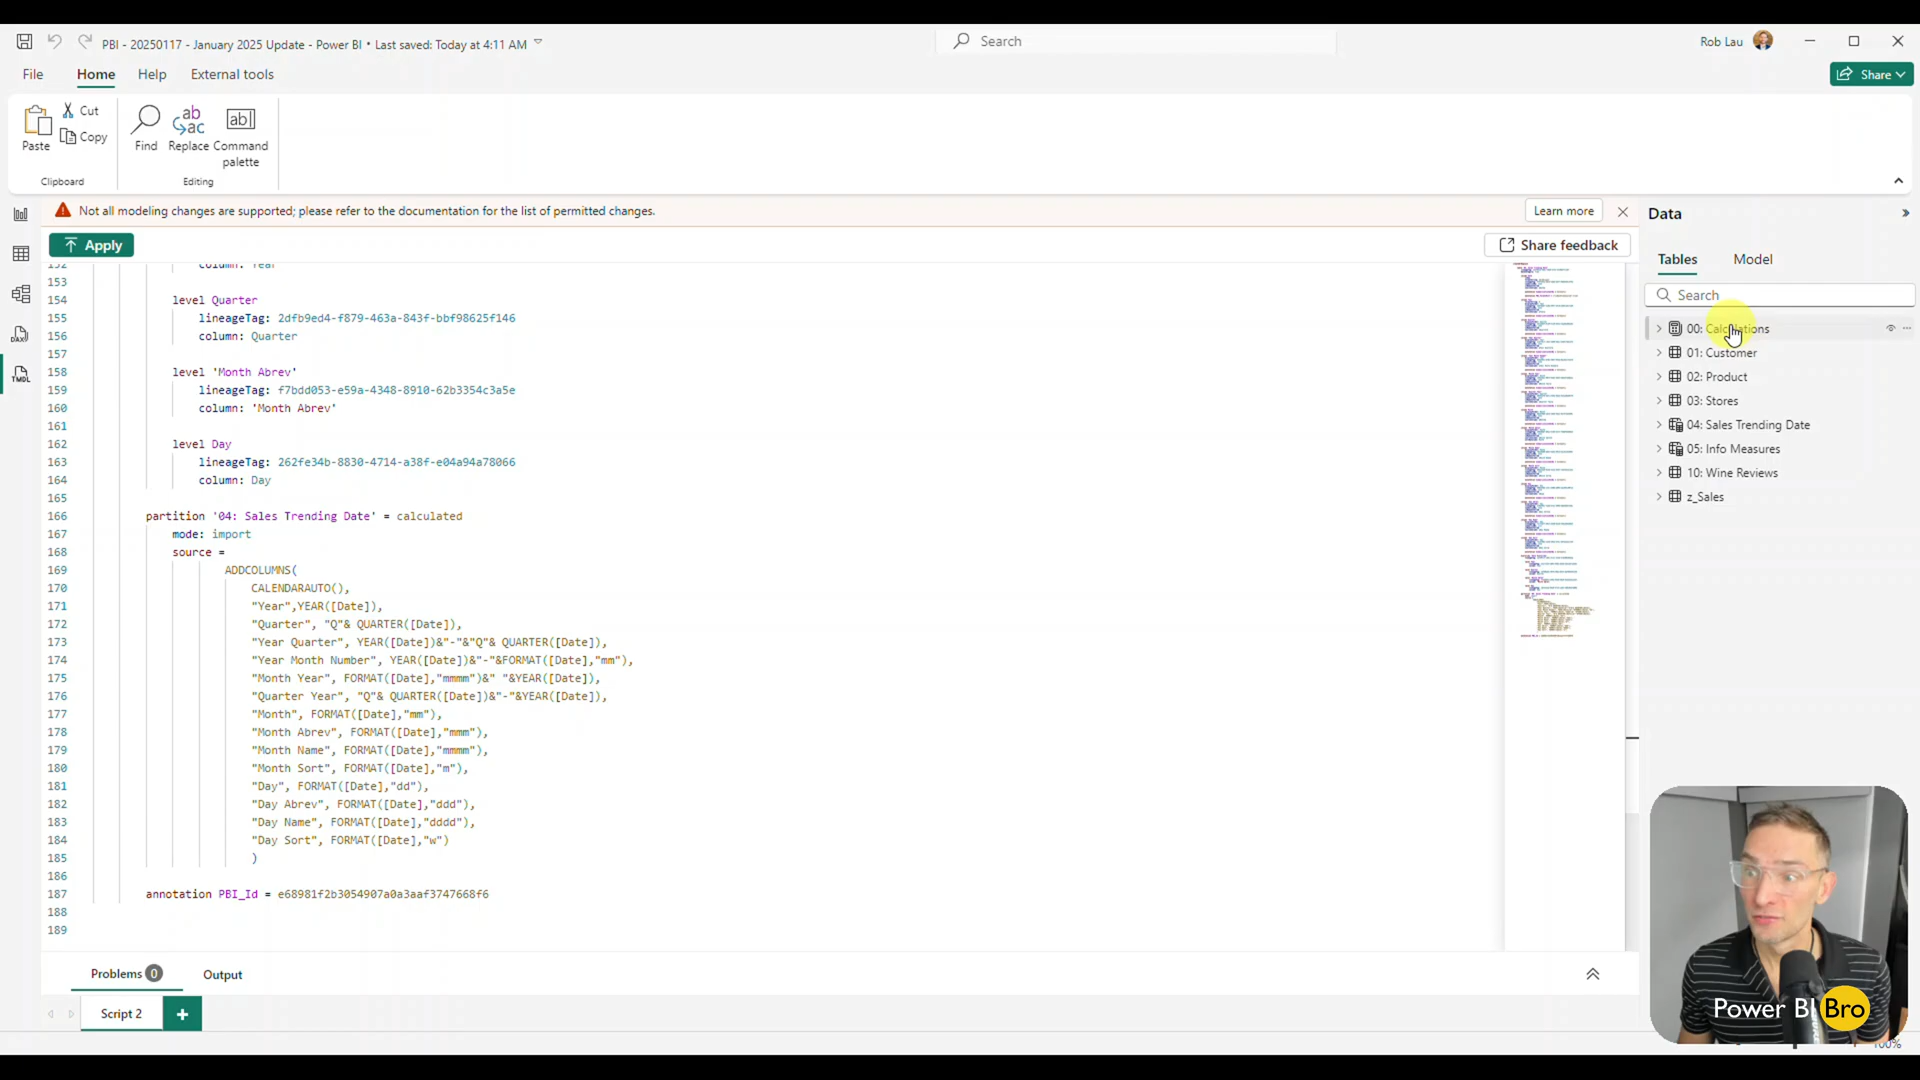 PBI - 20250117 - January 2025 Update - Power BI • Last saved: Today at 4:11 AM
Search
Rob Lau
File
Home
Help
External tools
Share
Paste
Cut
Copy
Find
Replace
Command palette
Clipboard
Editing
Not all modeling changes are supported; please refer to the documentation for the list of permitted changes.
Learn more
Apply
Share feedback
152 column: Year
153
154 level Quarter
155 lineageTag: 2dfb9ed4-f879-463a-843f-bbf98625f146
156 column: Quarter
157
158 level 'Month Abrev'
159 lineageTag: f7bdd053-e59a-4348-8910-62b3354c3a5e
160 column: 'Month Abrev'
161
162 level Day
163 lineageTag: 262fe34b-8830-4714-a38f-e04a94a78066
164 column: Day
165
166 partition '04: Sales Trending Date' = calculated
167 mode: import
168 source =
169 ADDCOLUMNS(
170 CALENDARAUTO(),
171 "Year",YEAR([Date]),
172 "Quarter", "Q"& QUARTER([Date]),
173 "Year Quarter", YEAR([Date])&"-"&"Q"& QUARTER([Date]),
174 "Year Month Number", YEAR([Date])&"-"&FORMAT([Date],"mm"),
175 "Month Year", FORMAT([Date],"mmmm")&" "&YEAR([Date]),
176 "Quarter Year", "Q"& QUARTER([Date])&"-"&YEAR([Date]),
177 "Month", FORMAT([Date],"mm"),
178 "Month Abrev", FORMAT([Date],"mmm"),
179 "Month Name", FORMAT([Date],"mmmm"),
180 "Month Sort", FORMAT([Date],"m"),
181 "Day", FORMAT([Date],"dd"),
182 "Day Abrev", FORMAT([Date],"ddd"),
183 "Day Name", FORMAT([Date],"dddd"),
184 "Day Sort", FORMAT([Date],"w")
185 )
186
187 annotation PBI_Id = e68981f2b3054907a0a3aaf3747668f6
188
189
Problems 0
Output
Script 2
Data
Tables
Model
Search
00: Calculations
01: Customer
02: Product
03: Stores
04: Sales Trending Date
05: Info Measures
10: Wine Reviews
z_Sales
DAX
TMDL
Power BI Bro
100%